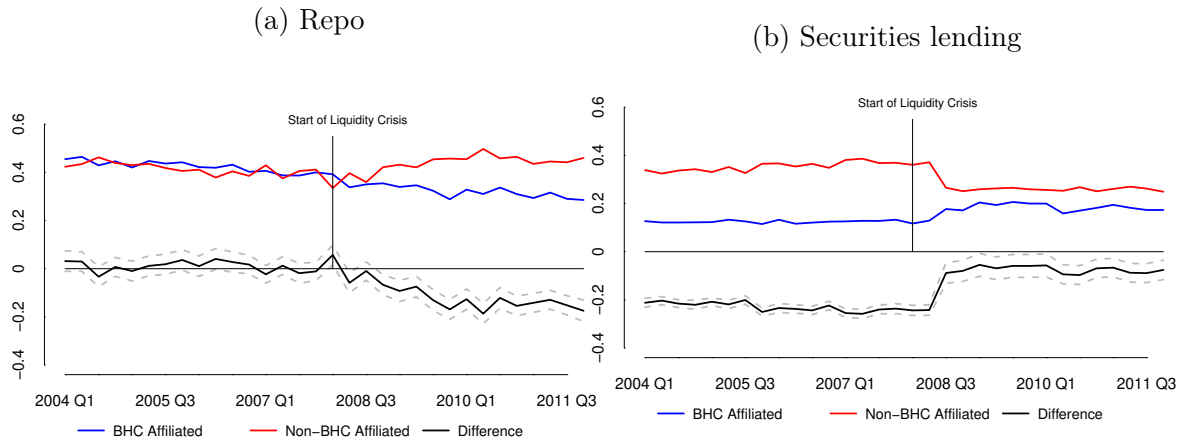 (a) Repo
0.6
0.4
0.2
0
−0.2
−0.4
Start of Liquidity Crisis
2004 Q1 2005 Q3 2007 Q1 2008 Q3 2010 Q1 2011 Q3
BHC Affiliated Non−BHC Affiliated Difference
(b) Securities lending
0.6
0.4
0.2
0
−0.2
−0.4
Start of Liquidity Crisis
2004 Q1 2005 Q3 2007 Q1 2008 Q3 2010 Q1 2011 Q3
BHC Affiliated Non−BHC Affiliated Difference